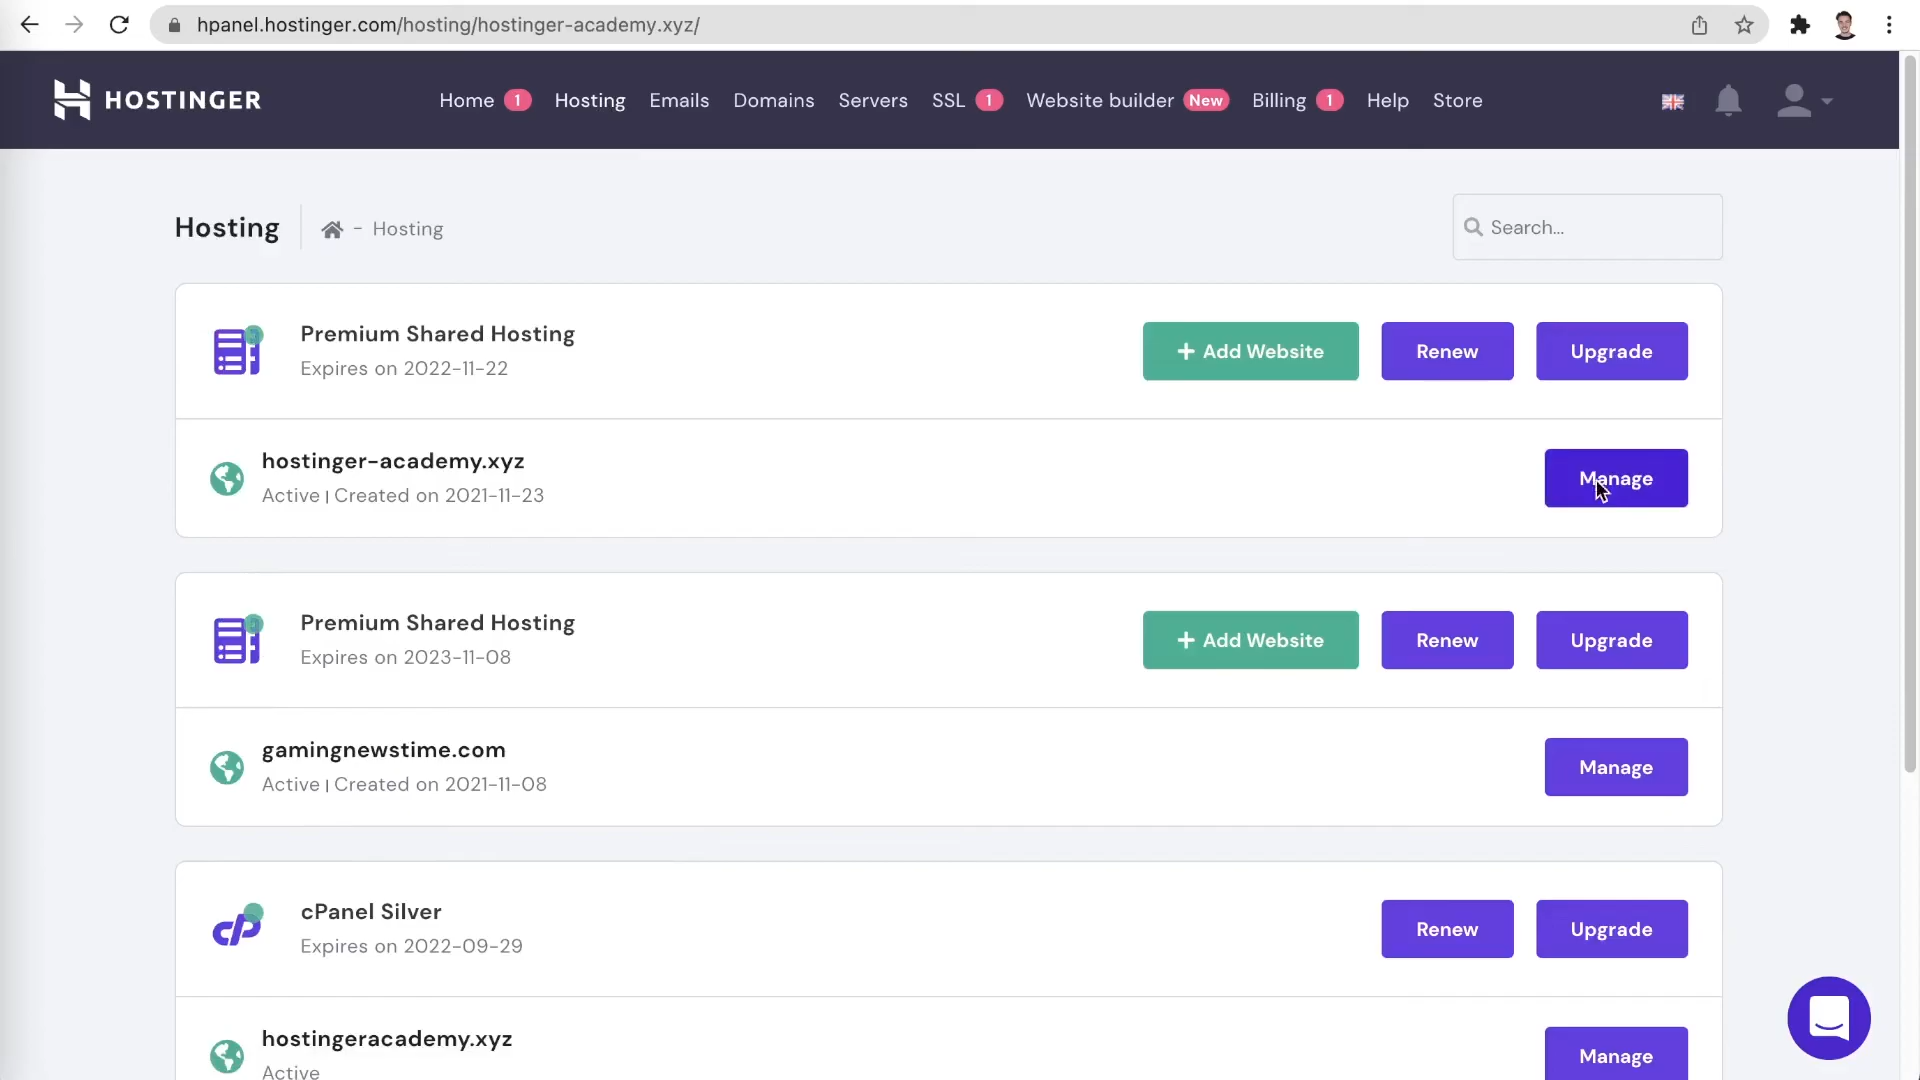 hpanel.hostinger.com/hosting/hostinger-academy.xyz/
HOSTINGER
Home 1 Hosting Emails Domains Servers SSL 1 Website builder New Billing 1 Help Store
Hosting - Hosting
Search...
Premium Shared Hosting
Expires on 2022-11-22
+ Add Website
Renew
Upgrade
hostinger-academy.xyz
Active | Created on 2021-11-23
Manage
Premium Shared Hosting
Expires on 2023-11-08
+ Add Website
Renew
Upgrade
gamingnewstime.com
Active | Created on 2021-11-08
Manage
cPanel Silver
Expires on 2022-09-29
Renew
Upgrade
hostingeracademy.xyz
Active
Manage